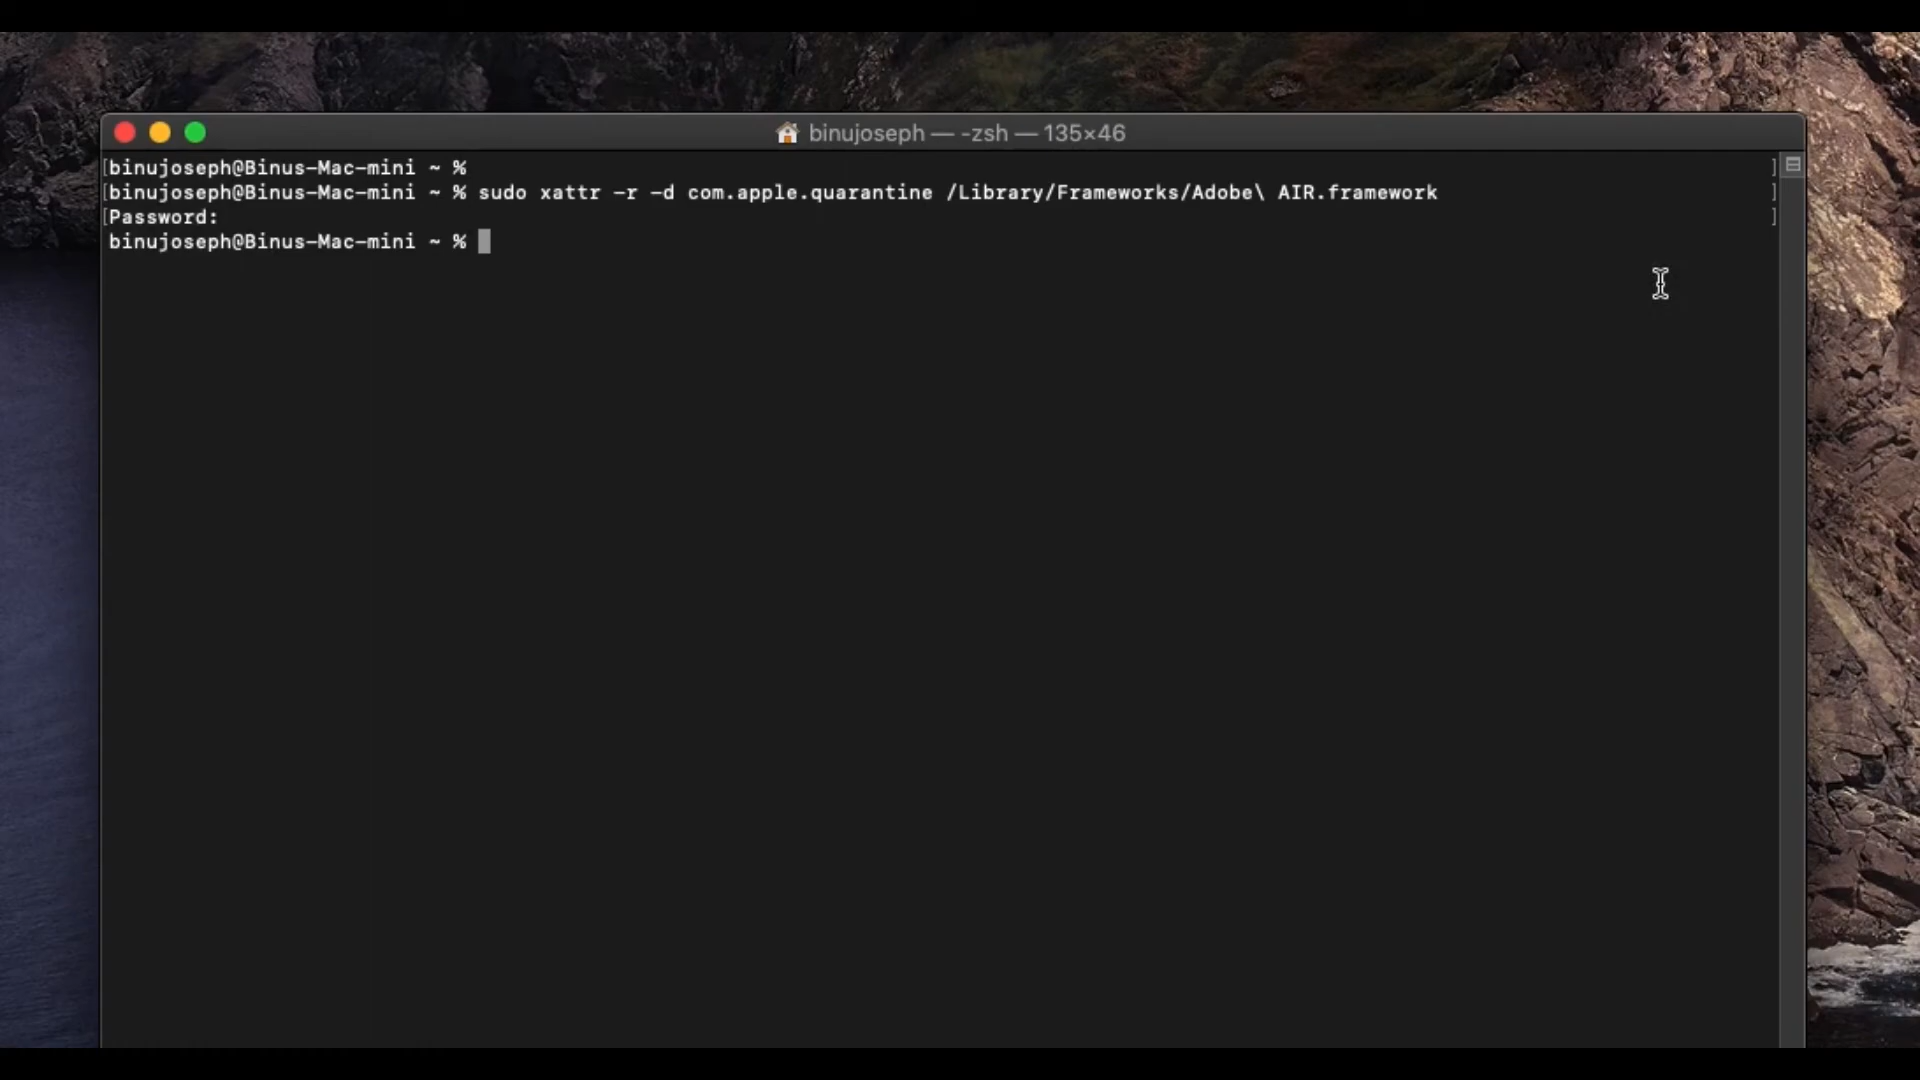 binujoseph — -zsh — 135×46
[binujoseph@Binus-Mac-mini ~ % ]
[binujoseph@Binus-Mac-mini ~ % sudo xattr -r -d com.apple.quarantine /Library/Frameworks/Adobe\ AIR.framework ]
[Password: ]
binujoseph@Binus-Mac-mini ~ %